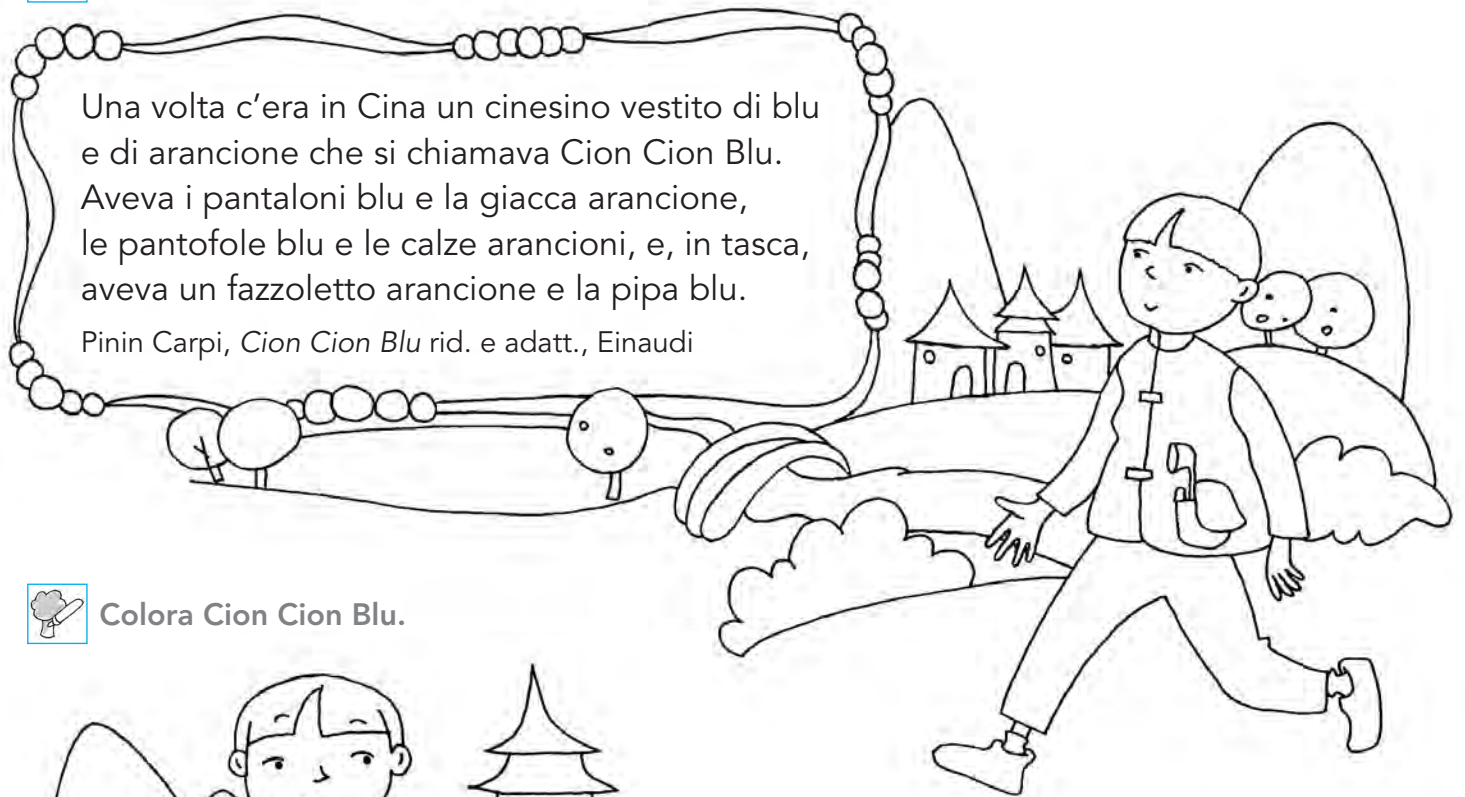 Una volta c'era in Cina un cinesino vestito di blu
e di arancione che si chiamava Cion Cion Blu.
Aveva i pantaloni blu e la giacca arancione,
le pantofole blu e le calze arancioni, e, in tasca,
aveva un fazzoletto arancione e la pipa blu.
Pinin Carpi, Cion Cion Blu rid. e adatt., Einaudi
Colora Cion Cion Blu.